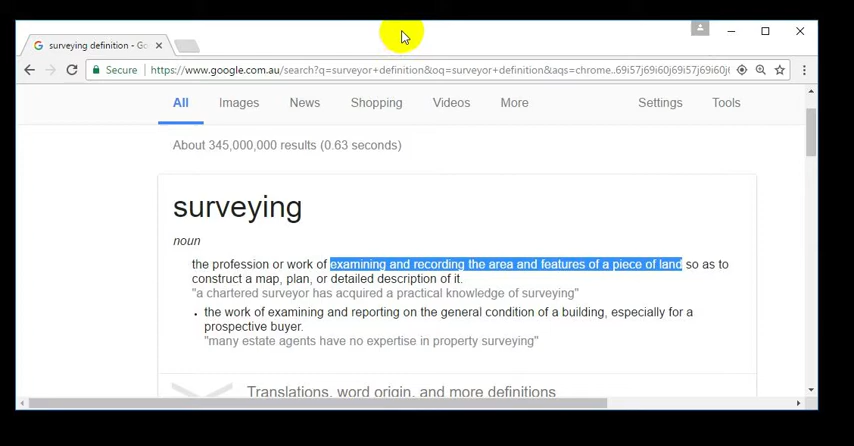 surveying definition - Go
Secure https://www.google.com.au/search?q=surveyor+definition&oq=surveyor+definition&aqs=chrome..69i57j69i60j69i57j69i60l
All Images News Shopping Videos More Settings Tools
About 345,000,000 results (0.63 seconds)
surveying
noun
the profession or work of examining and recording the area and features of a piece of land so as to
construct a map, plan, or detailed description of it.
"a chartered surveyor has acquired a practical knowledge of surveying"
• the work of examining and reporting on the general condition of a building, especially for a
prospective buyer.
"many estate agents have no expertise in property surveying"
Translations, word origin, and more definitions